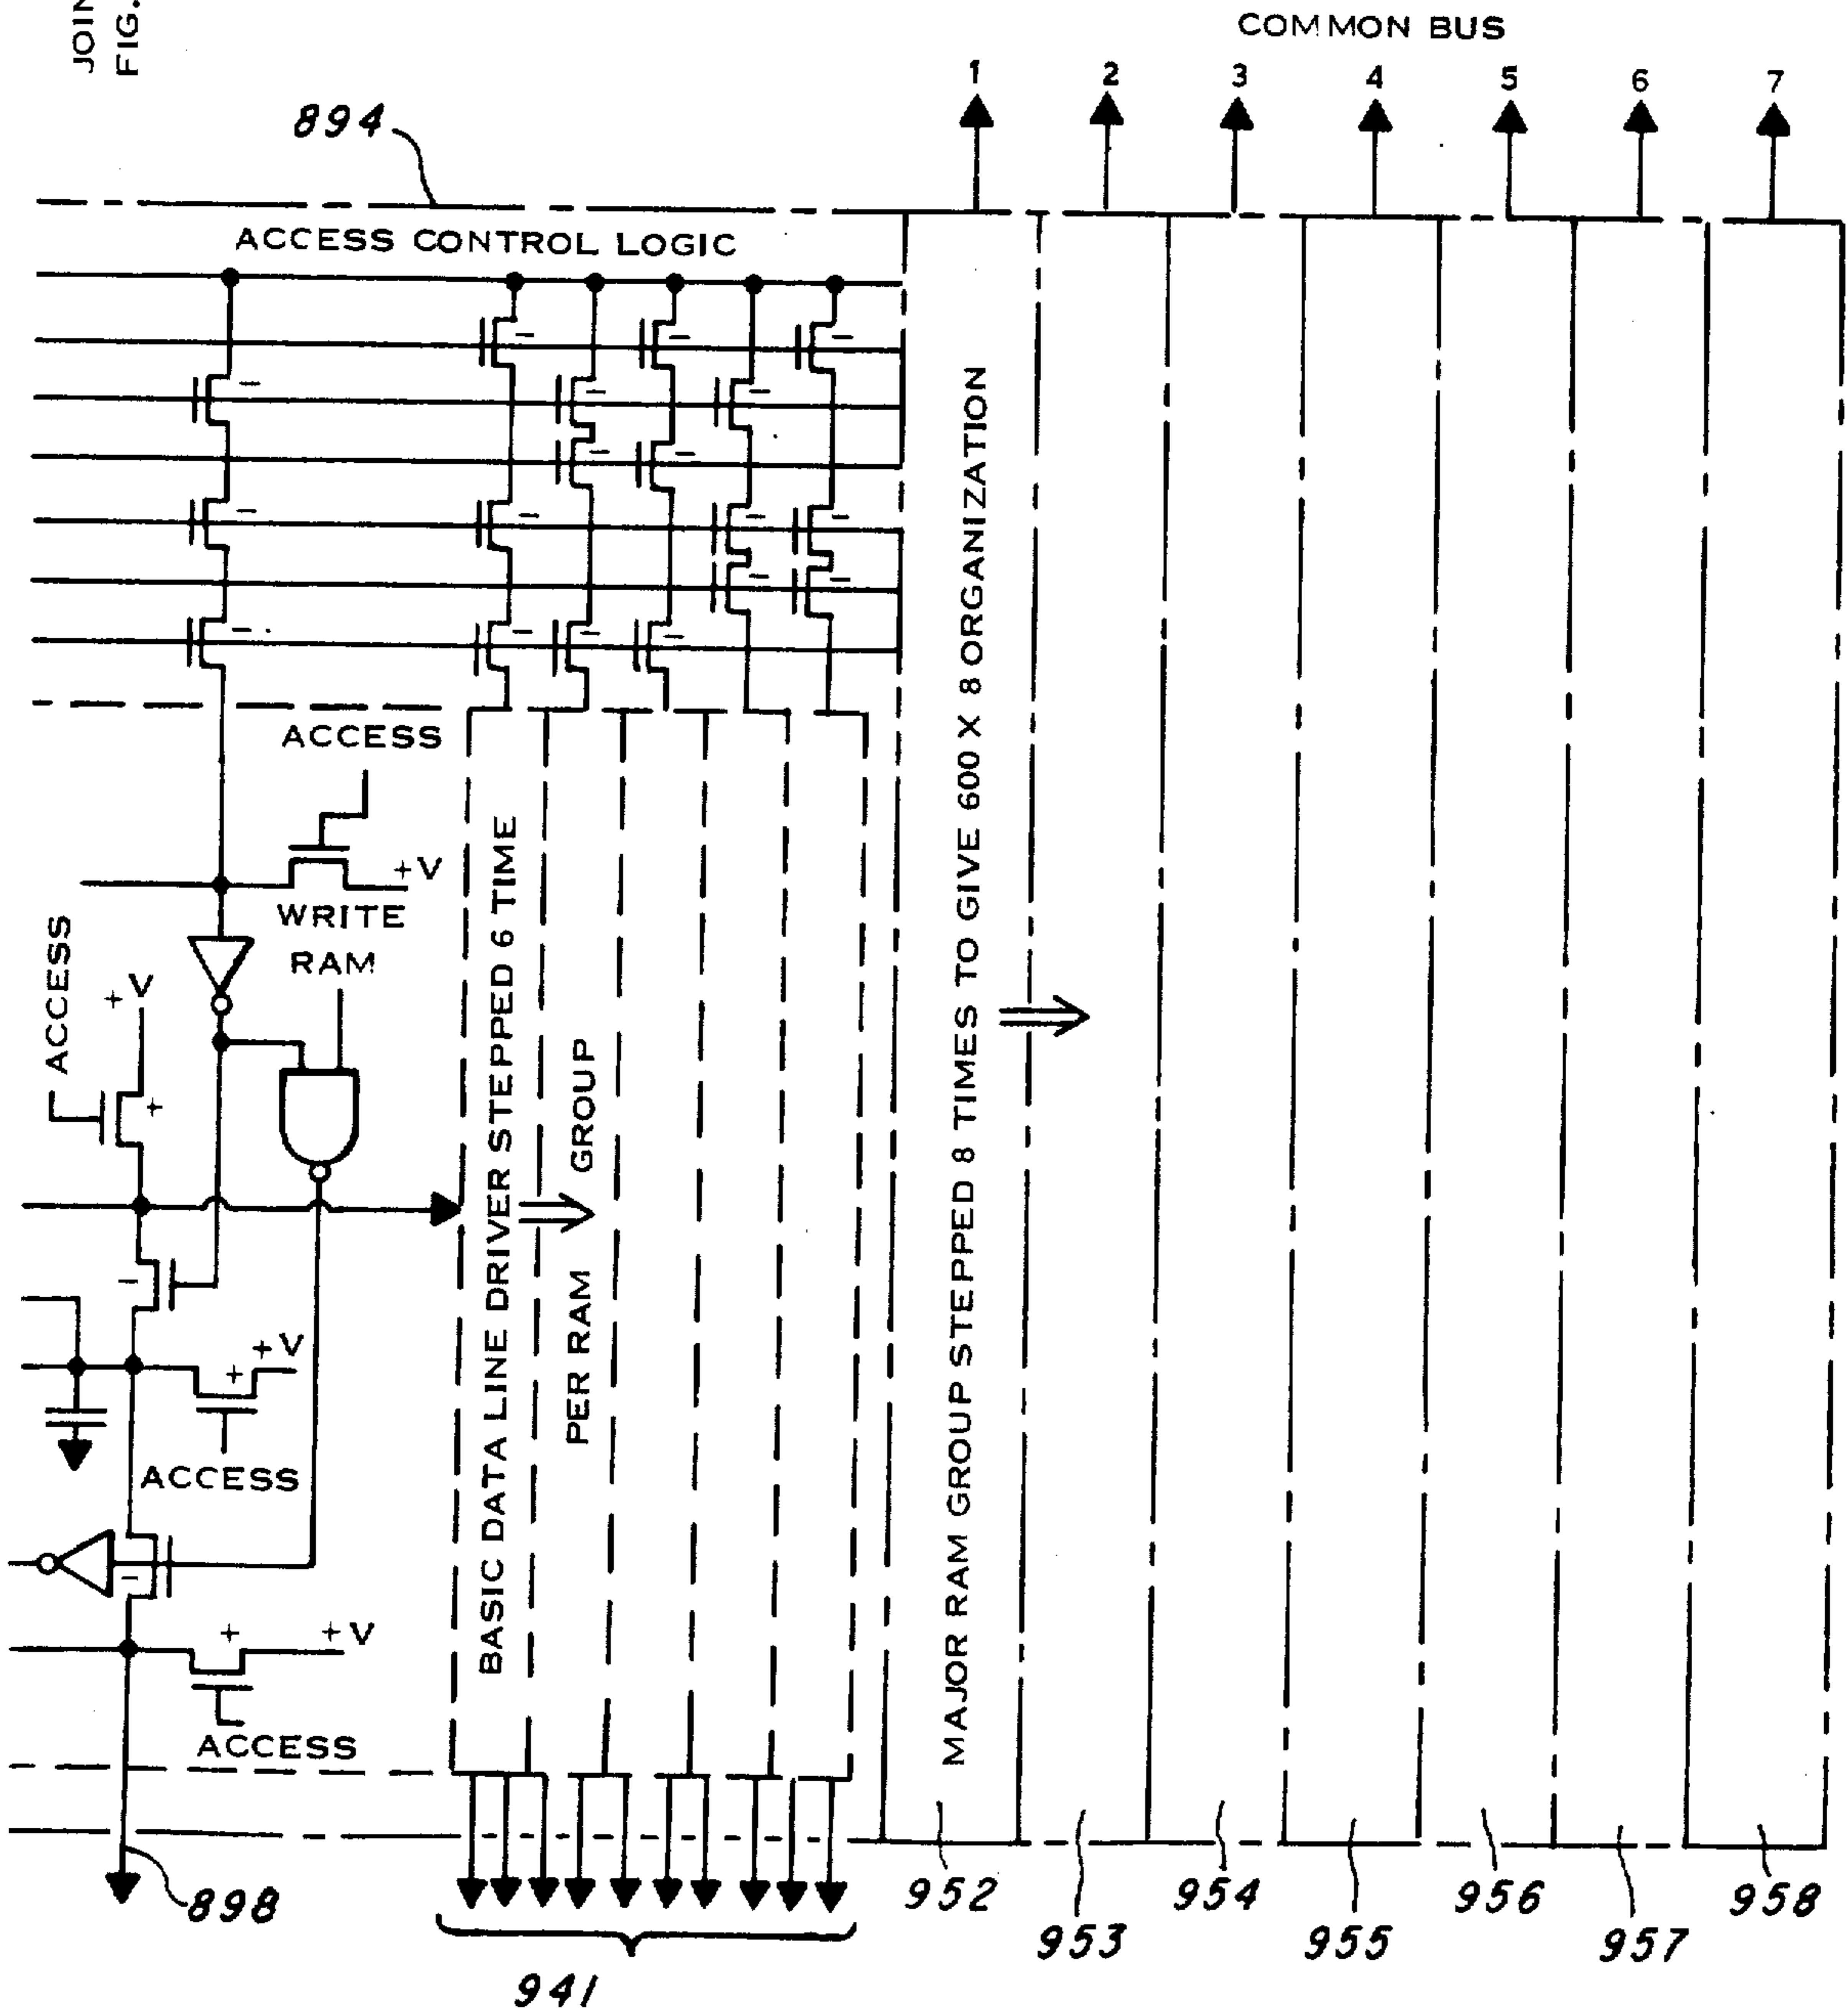 JOIN
FIG.
COMMON BUS
1 2 3 4 5 6 7
894
ACCESS CONTROL LOGIC
ACCESS
+V
WRITE
RAM
ACCESS
+V
+
BASIC DATA LINE DRIVER STEPPED 6 TIME
PER RAM GROUP
MAJOR RAM GROUP STEPPED 8 TIMES TO GIVE 600 X 8 ORGANIZATION
+ +V
ACCESS
+ +V
ACCESS
898
941
952
953
954
955
956
957
958